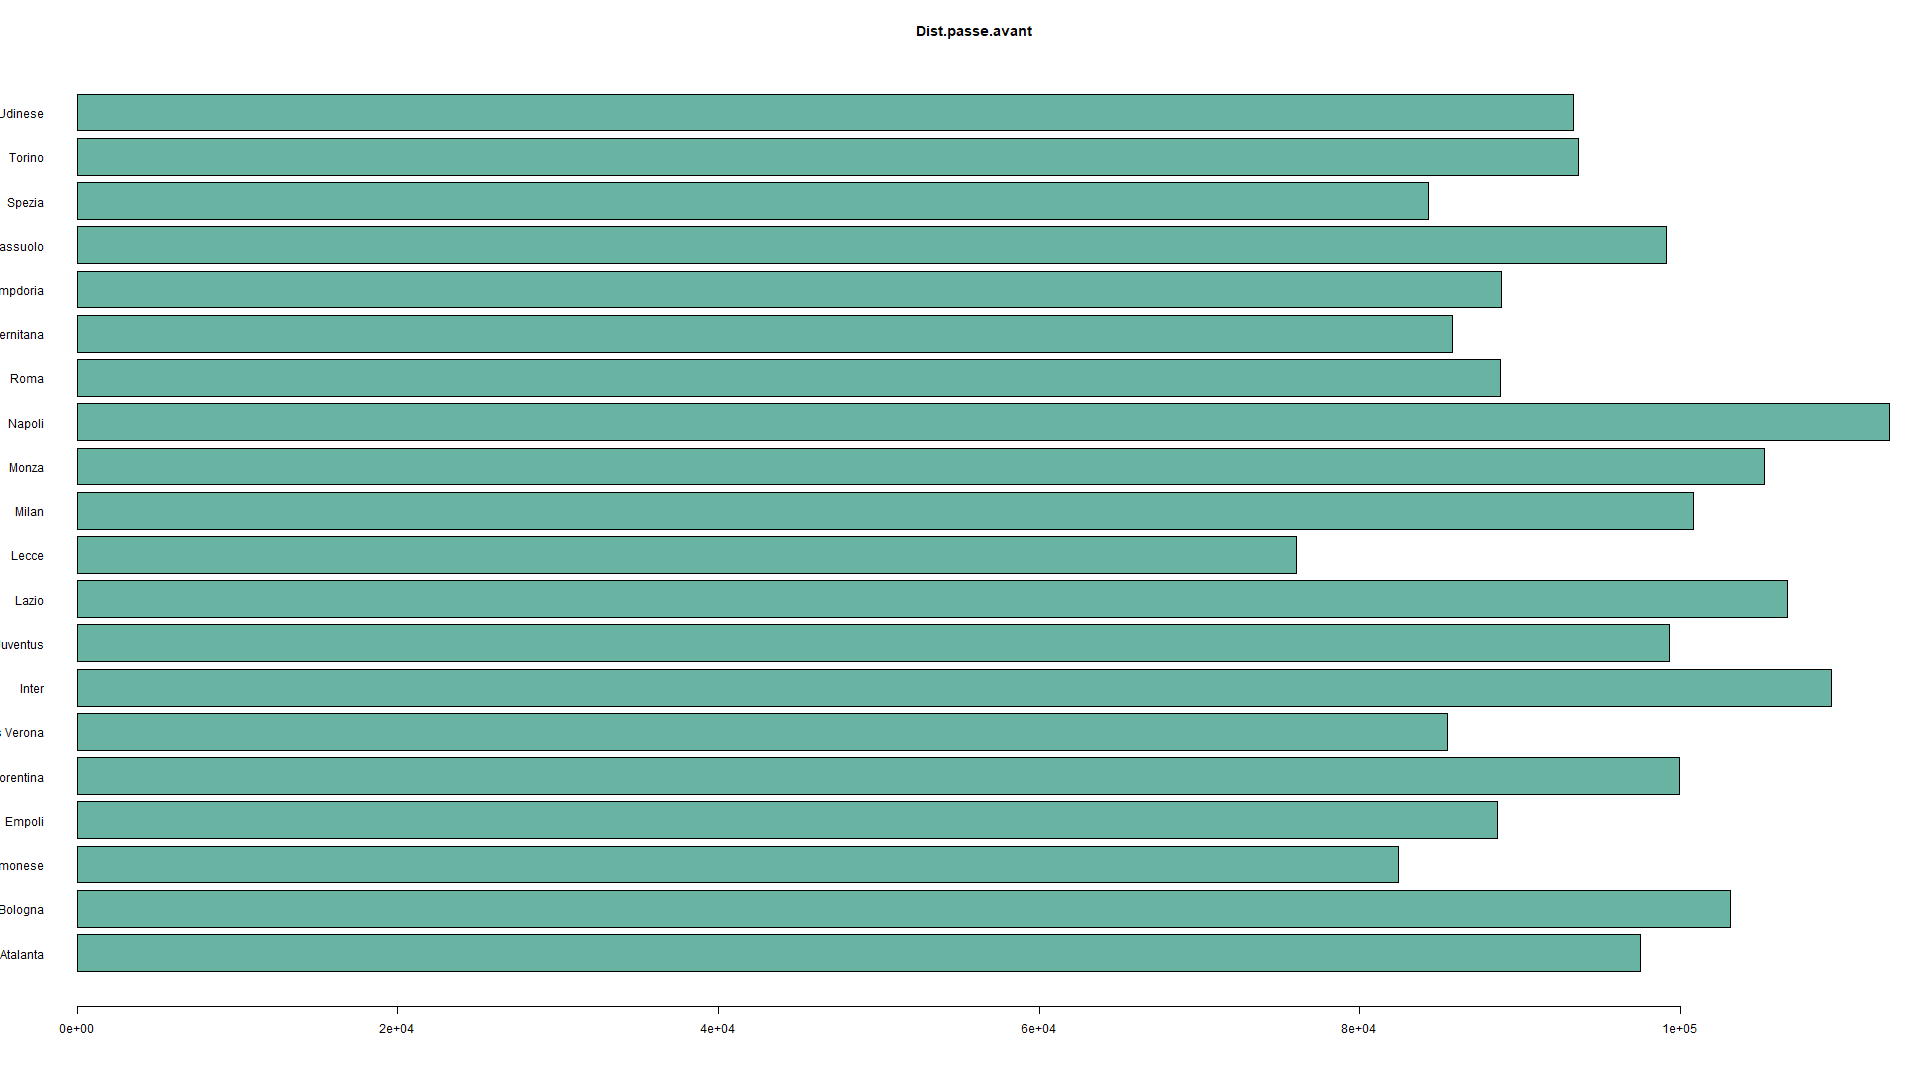 Dist.passe.avant
Udinese
Torino
Spezia
assuolo
mpdoria
ernitana
Roma
Napoli
Monza
Milan
Lecce
Lazio
Juventus
Inter
s Verona
orentina
Empoli
monese
Bologna
Atalanta
0e+00 2e+04 4e+04 6e+04 8e+04 1e+05